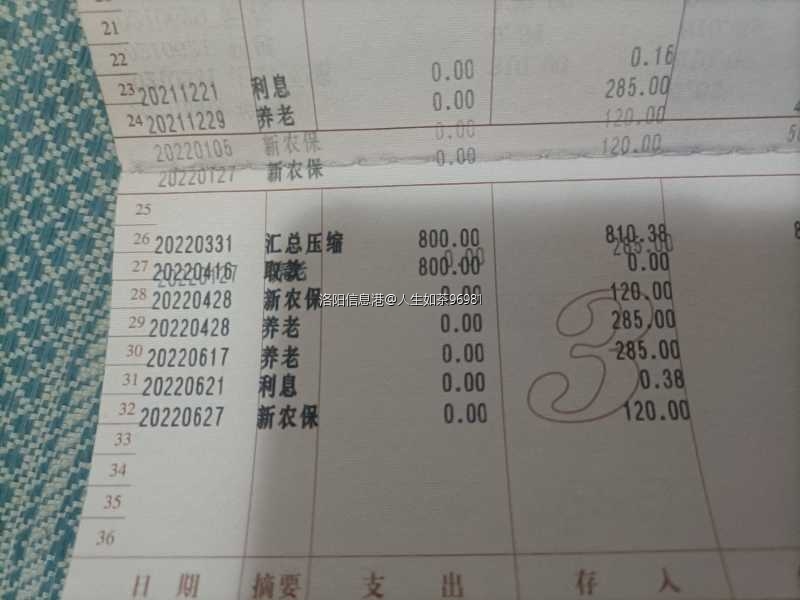 21
22
23 20211221 利息 0.00 0.16
24 20211229 养老 0.00 285.00
20220105 新农保 0.00 120.00
20220127 新农保 0.00 120.00
25
26 20220331 汇总压缩 800.00 810.38
0.00 285.00
27 20220416 取款 800.00 0.00
28 20220428 新农保 120.00
洛阳信息港@人生如茶96981
29 20220428 养老 0.00 285.00
30 20220617 养老 0.00 285.00
31 20220621 利息 0.00 0.38
32 20220627 新农保 0.00 120.00
33
34
35
36
3
日期 摘要 支出 存入